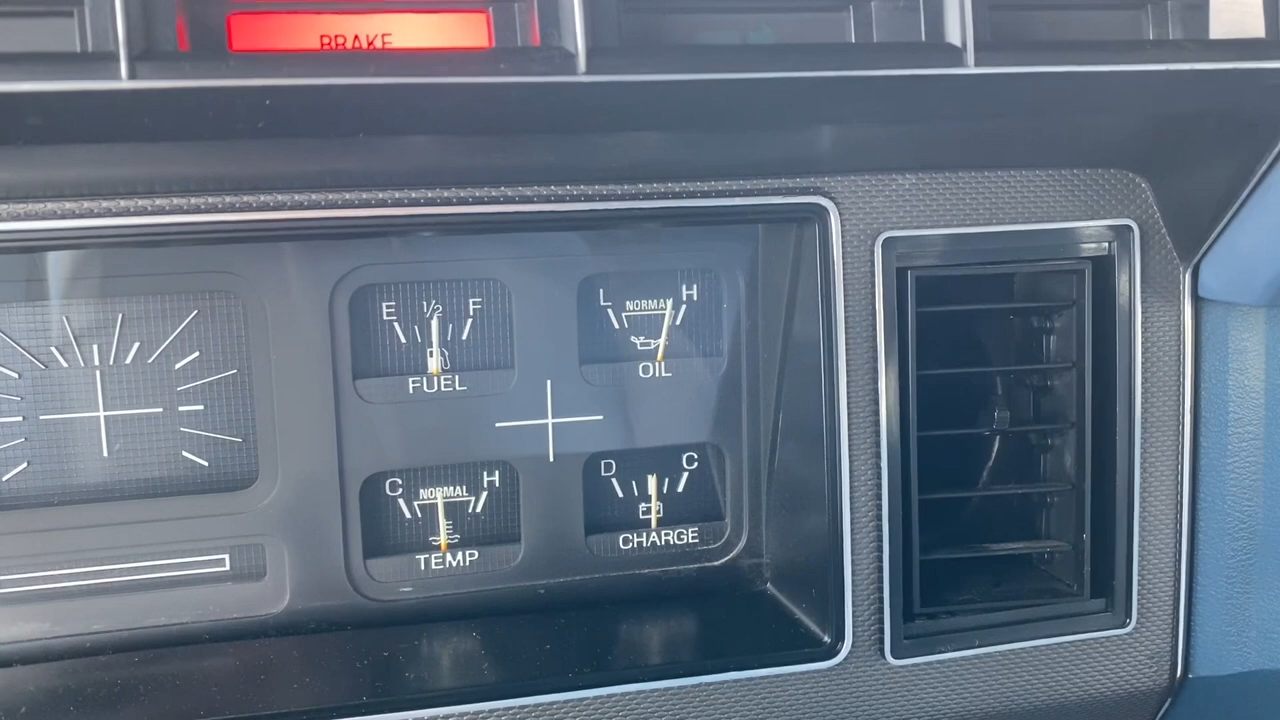 BRAKE
E ½ F
FUEL
L NORMAL H
OIL
C NORMAL H
TEMP
D C
CHARGE